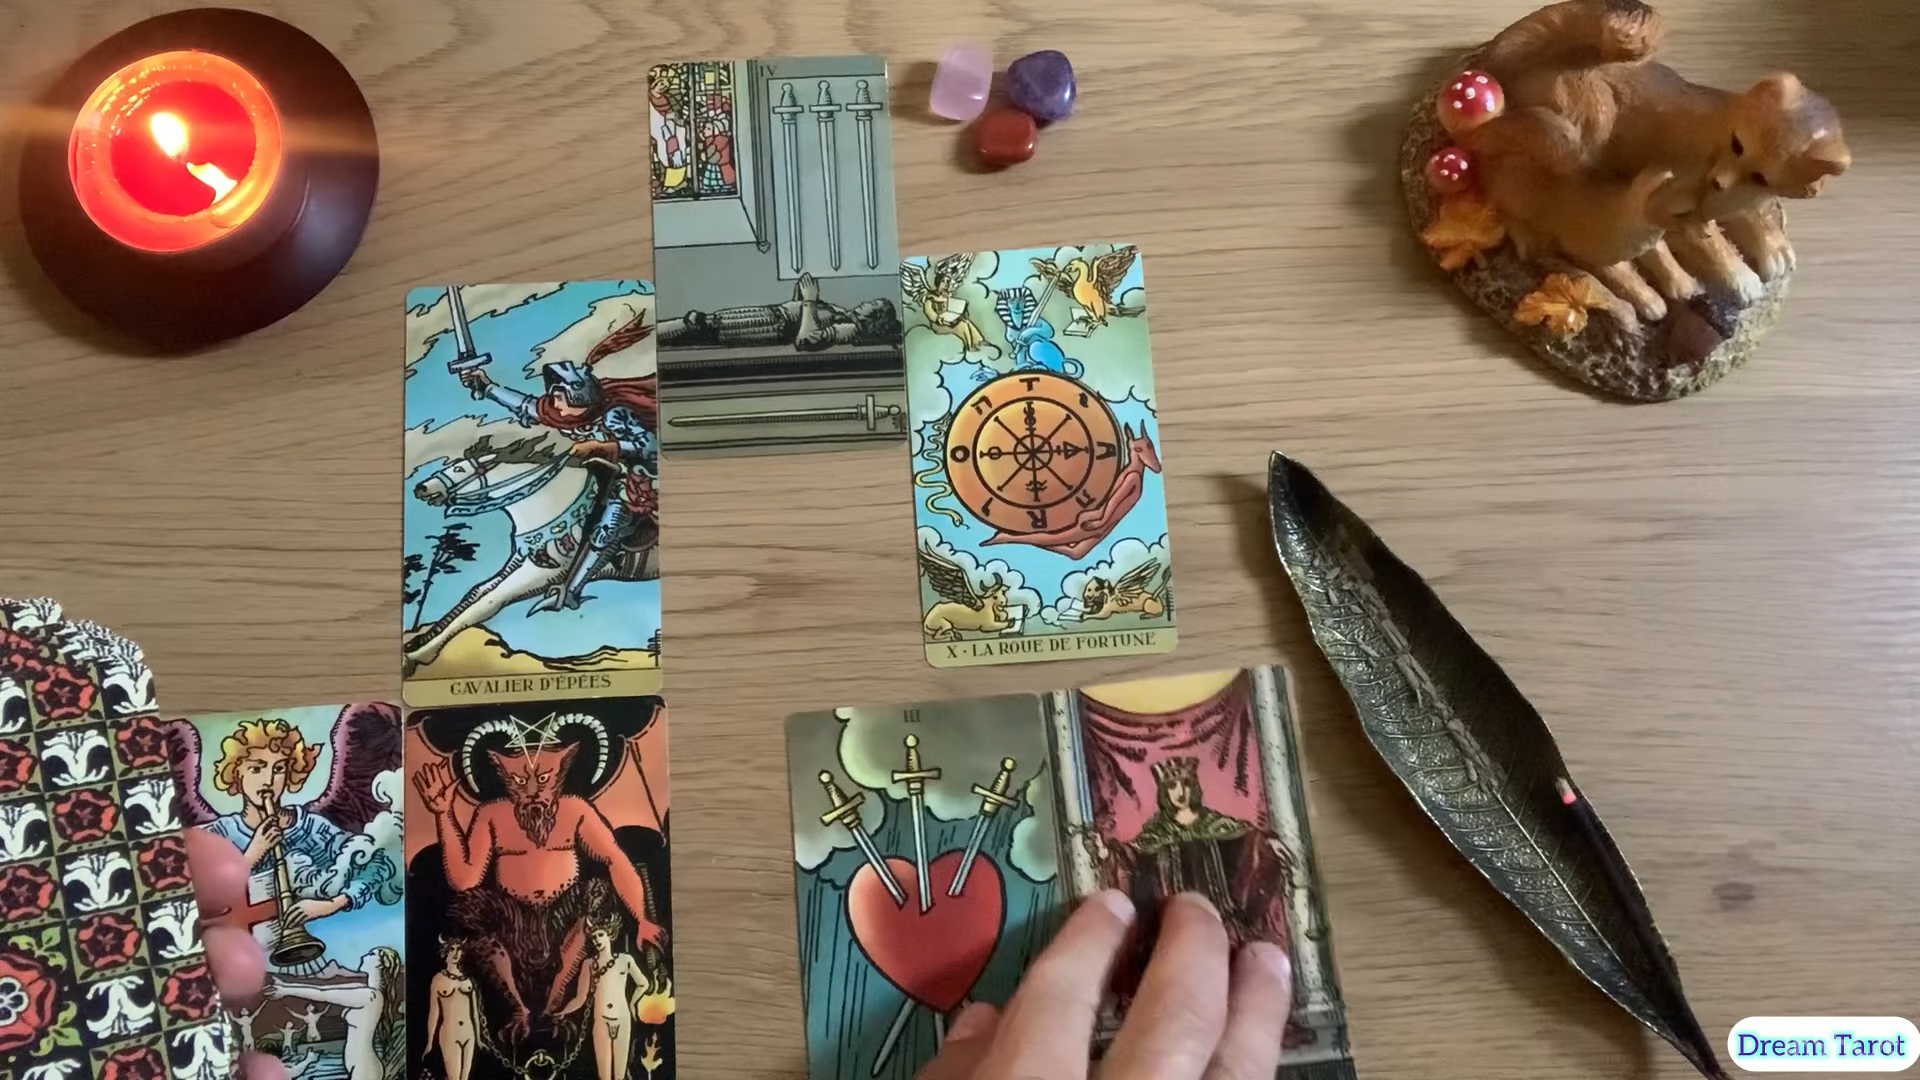 IV
CAVALIER D'ÉPÉES
T
A
R
O
X · LA ROUE DE FORTUNE
III
Dream Tarot